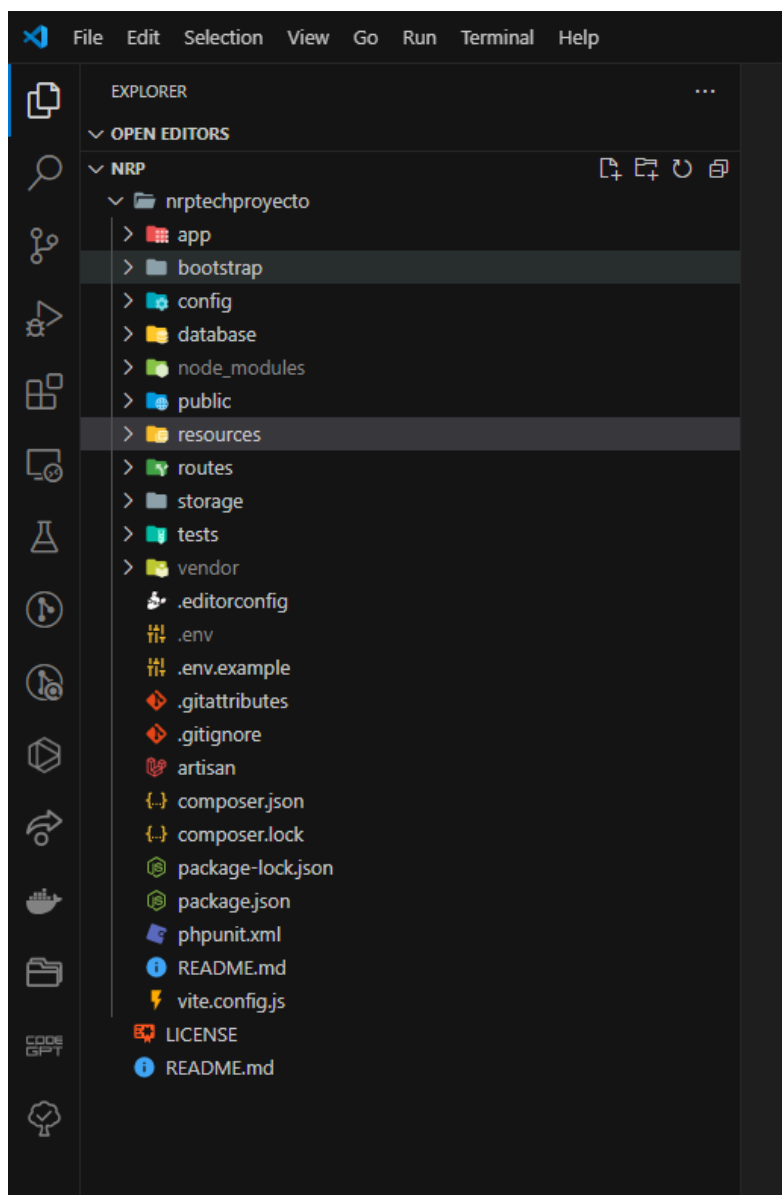 File Edit Selection View Go Run Terminal Help
EXPLORER
OPEN EDITORS
NRP
nrptechproyecto
app
bootstrap
config
database
node_modules
public
resources
routes
storage
tests
vendor
.editorconfig
.env
.env.example
.gitattributes
.gitignore
artisan
composer.json
composer.lock
package-lock.json
package.json
phpunit.xml
README.md
vite.config.js
LICENSE
README.md
CODE
GPT